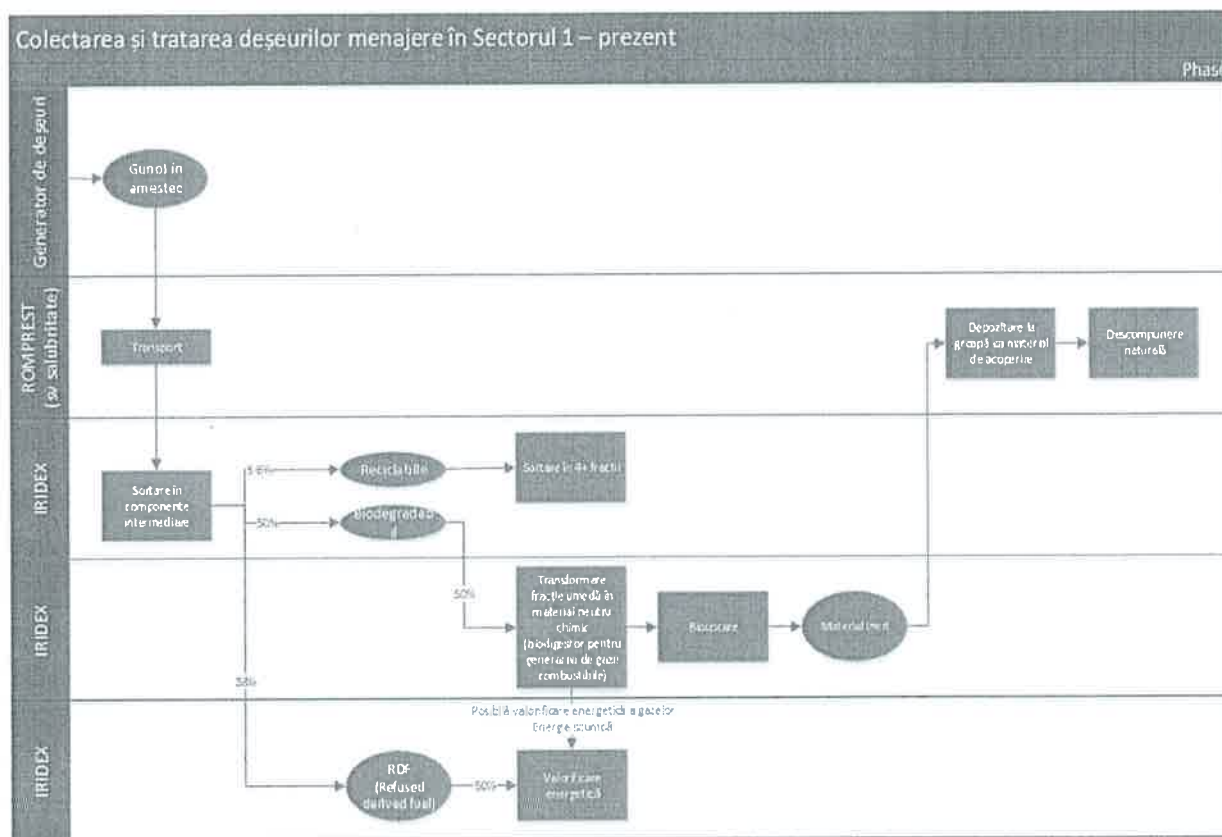 Colectarea și tratarea deșeurilor menajere în Sectorul 1 – prezent
Phase
Generator de deșeuri
Gunoi în
amestec
ROMPREST
(sv salubritate)
Transport
Depozitare la
groapă ca material
de acoperire
Descompunere
naturală
IRIDEX
Sortare în
componente
intermediare
Reciclabile
Sortare în 4+ fracții
50%
Biodegradabi
l
IRIDEX
50%
Transformare
fracție umedă în
material neutru
chimic
(biodigestor pentru
generarea de gaze
combustibile)
Biouscare
Material inert
Posibilă valorificare energetică a gazelor
Energie scumpă
IRIDEX
RDF
(Refused
derived fuel)
50%
Valorificare
energetică